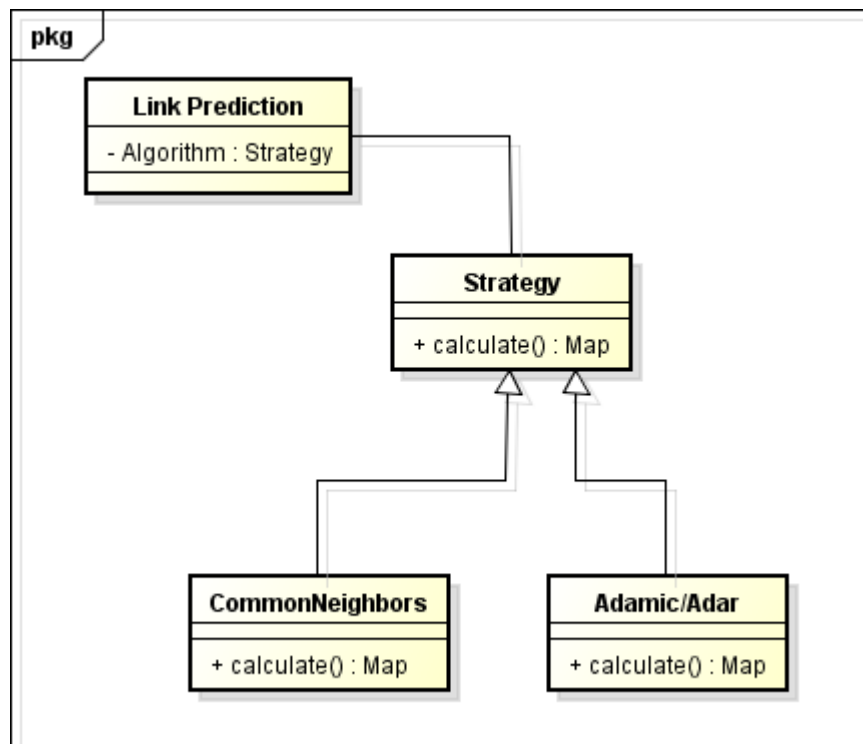 pkg
Link Prediction
- Algorithm : Strategy
Strategy
+ calculate() : Map
CommonNeighbors
+ calculate() : Map
Adamic/Adar
+ calculate() : Map